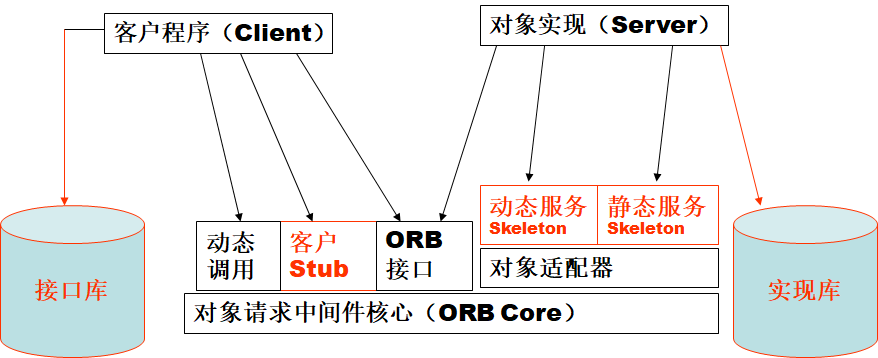 客户程序（Client）
对象实现（Server）
动态服务
Skeleton
静态服务
Skeleton
动态
调用
客户
Stub
ORB
接口
对象适配器
接口库
实现库
对象请求中间件核心（ORB Core）